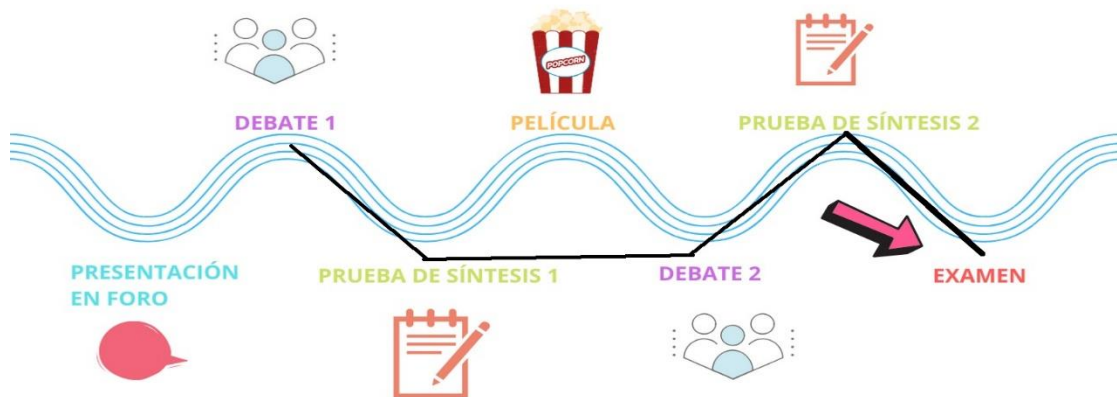 POPCORN
DEBATE 1
PELÍCULA
PRUEBA DE SÍNTESIS 2
PRESENTACIÓN
EN FORO
PRUEBA DE SÍNTESIS 1
DEBATE 2
EXAMEN